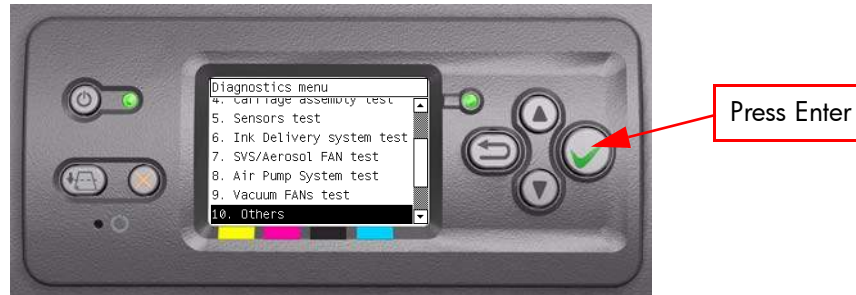 Diagnostics menu
4. Carriage assembly test
5. Sensors test
6. Ink Delivery system test
7. SVS/Aerosol FAN test
8. Air Pump System test
9. Vacuum FANs test
10. Others
Press Enter